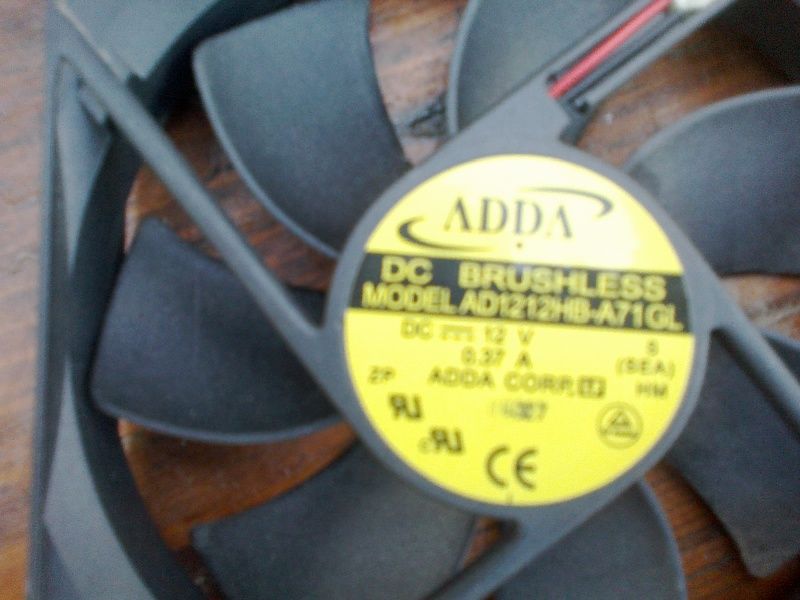 ADDA
DC BRUSHLESS
MODEL AD1212HB-A71GL
DC 12 V
0.37 A
S
(SEA)
ZP ADDA CORP. HM
CE